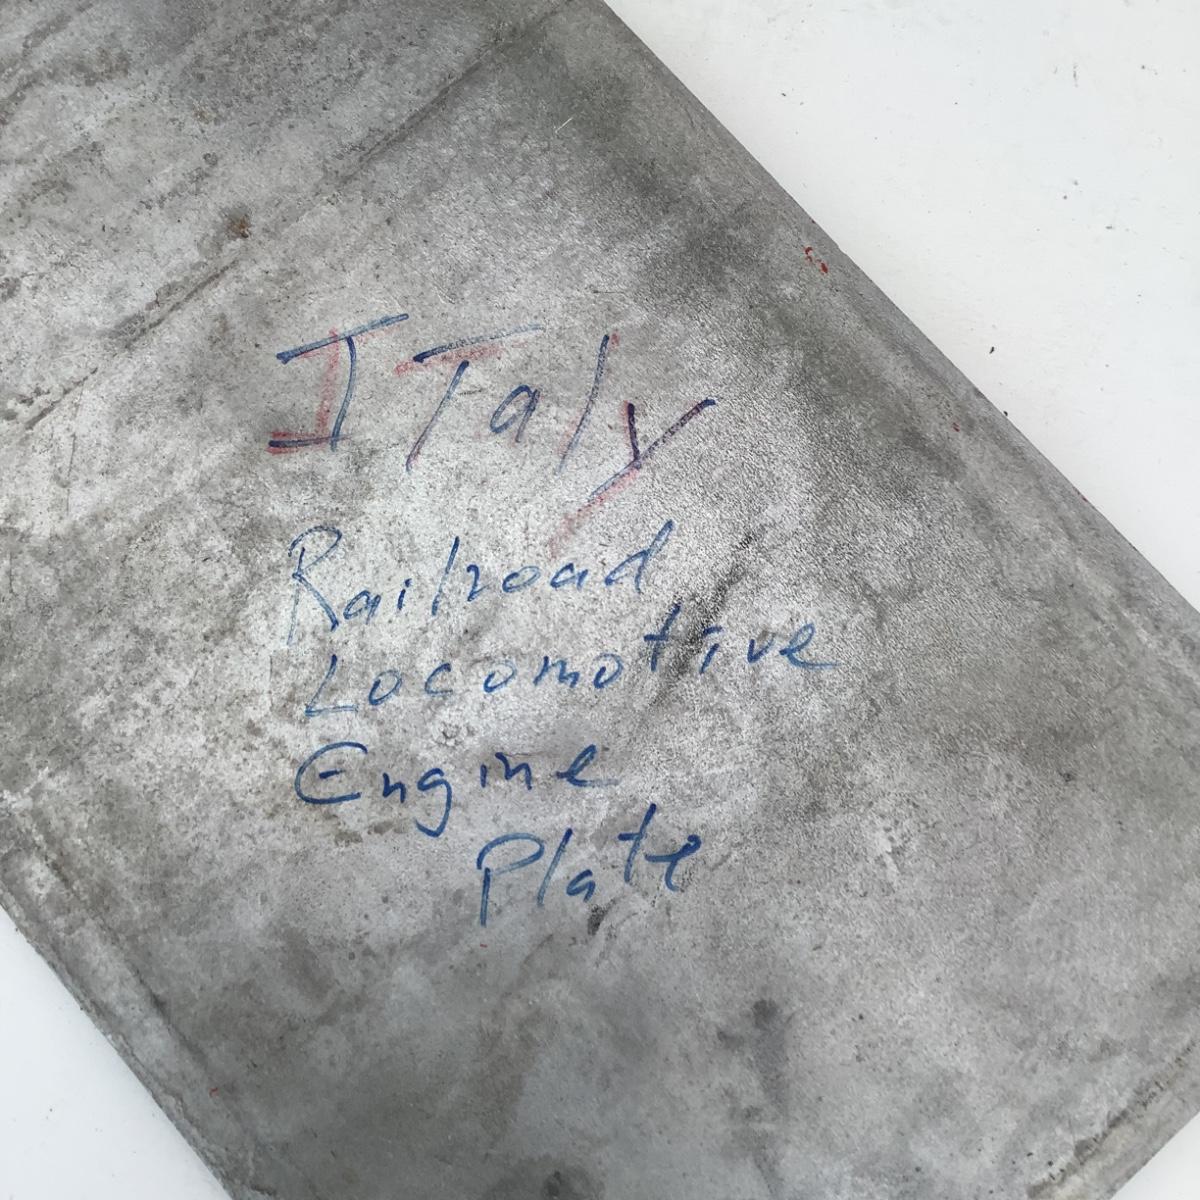 ITaly
Railroad
Locomotive
Engine
Plate